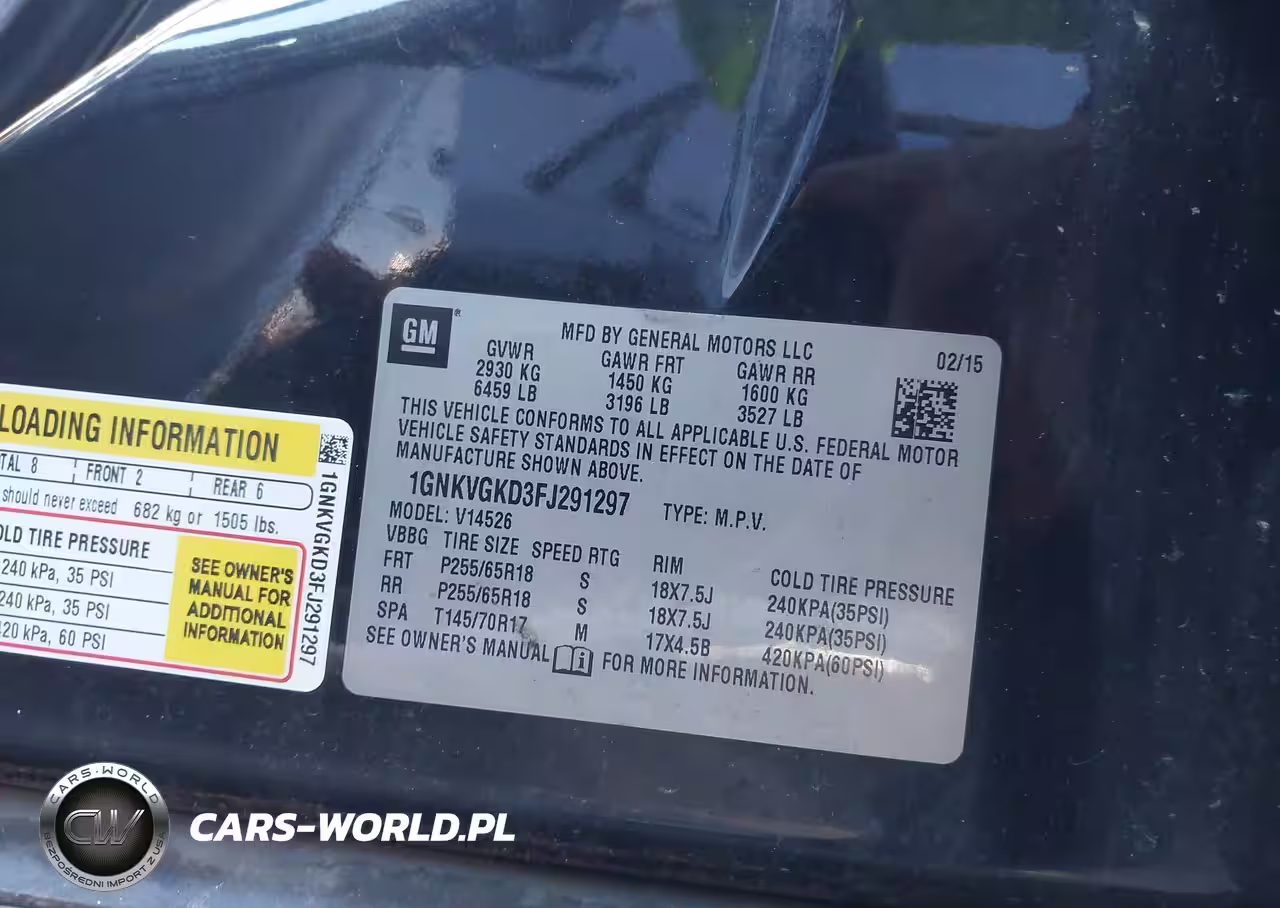 GM
®
MFD BY GENERAL MOTORS LLC
02/15
GVWR GAWR FRT GAWR RR
2930 KG 1450 KG 1600 KG
6459 LB 3196 LB 3527 LB
THIS VEHICLE CONFORMS TO ALL APPLICABLE U.S. FEDERAL MOTOR
VEHICLE SAFETY STANDARDS IN EFFECT ON THE DATE OF
MANUFACTURE SHOWN ABOVE.
1GNKVGKD3FJ291297 TYPE: M.P.V.
MODEL: V14526
VBBG TIRE SIZE SPEED RTG RIM COLD TIRE PRESSURE
FRT P255/65R18 S 18X7.5J 240KPA(35PSI)
RR P255/65R18 S 18X7.5J 240KPA(35PSI)
SPA T145/70R17 M 17X4.5B 420KPA(60PSI)
SEE OWNER'S MANUAL FOR MORE INFORMATION.
LOADING INFORMATION
TAL 8 FRONT 2 REAR 6
should never exceed 682 kg or 1505 lbs.
OLD TIRE PRESSURE
240 kPa, 35 PSI
240 kPa, 35 PSI
420 kPa, 60 PSI
SEE OWNER'S
MANUAL FOR
ADDITIONAL
INFORMATION
1GNKVGKD3FJ291297
CARS-WORLD
CW
BEZPOŚREDNI IMPORT Z USA
CARS-WORLD.PL